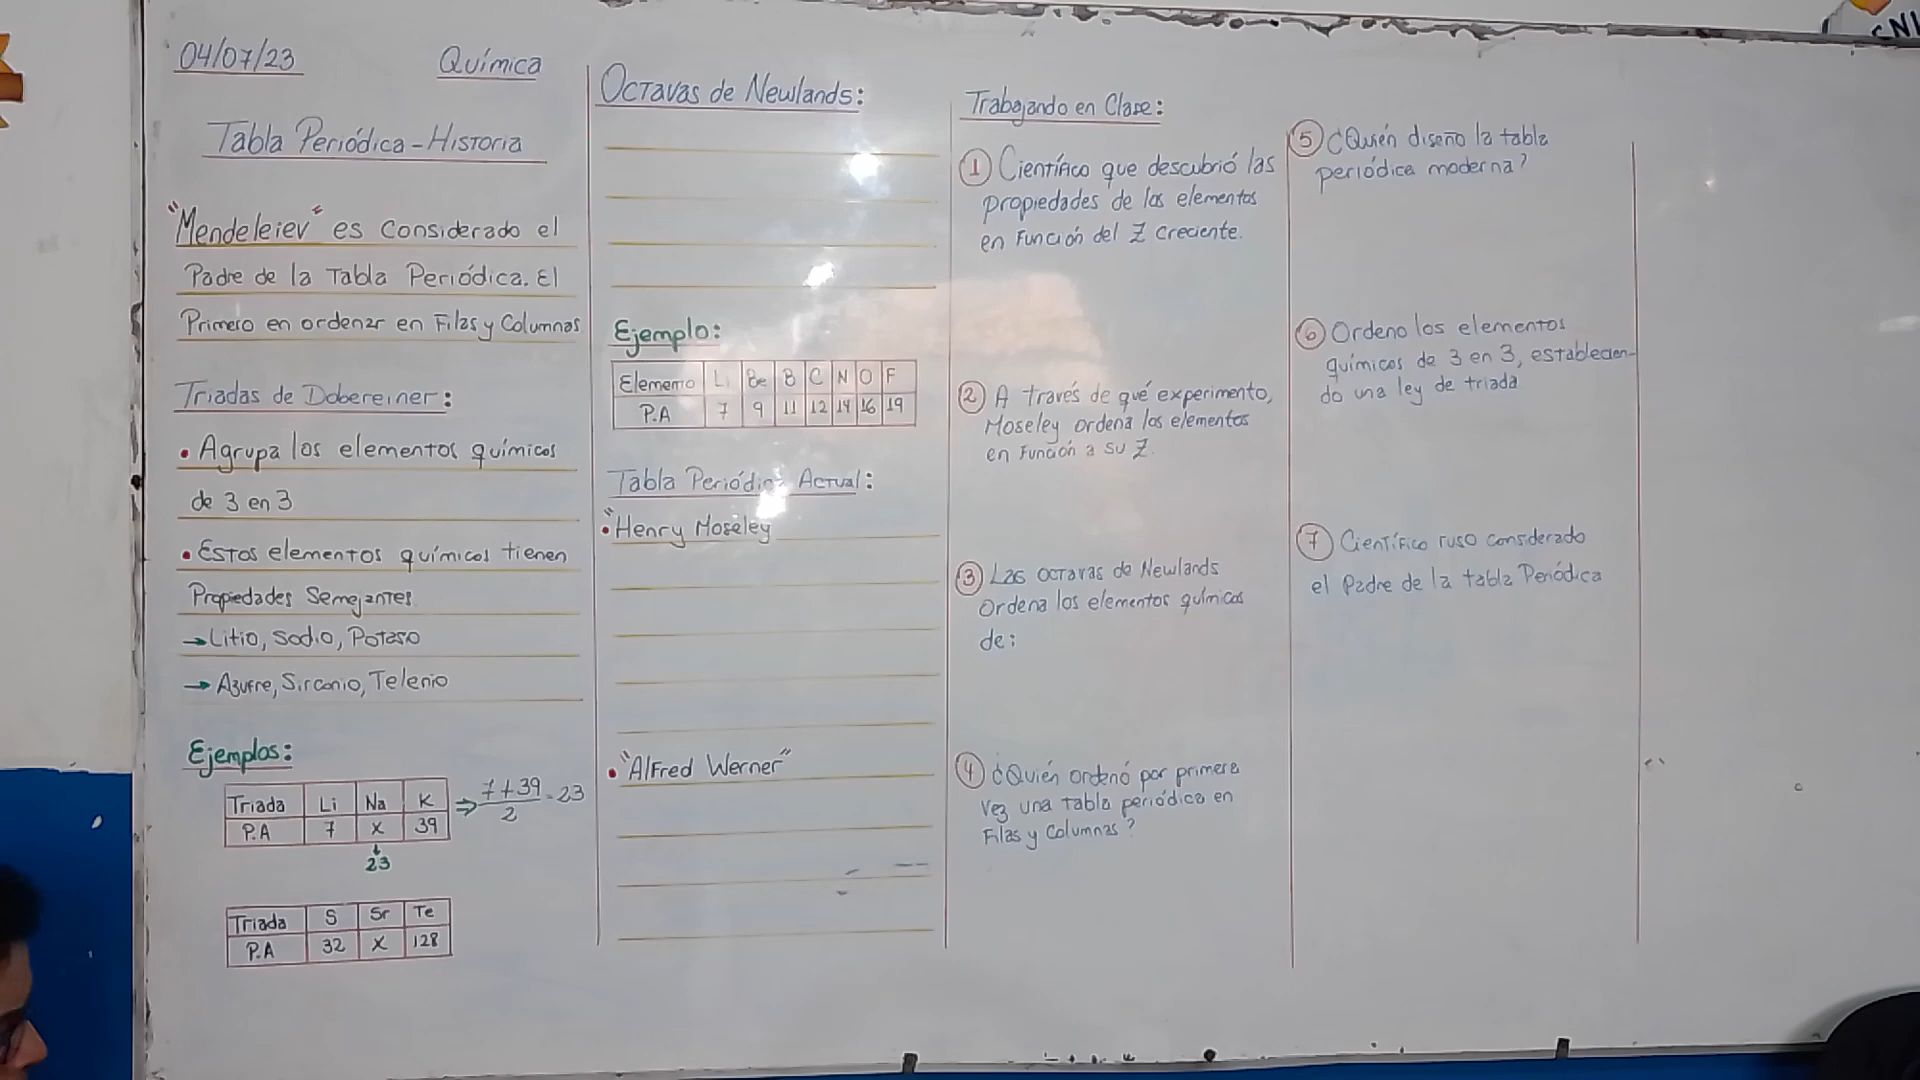 04/07/23
Química
Tabla Periódica - Historia
"Mendeleiev" es considerado el
Padre de la Tabla Periódica. El
Primero en ordenar en Filas y Columnas
Triadas de Dobereiner:
• Agrupa los elementos químicos
de 3 en 3
• Estos elementos químicos tienen
Propiedades Semejantes
→ Litio, Sodio, Potasio
→ Azufre, Sirconio, Telenio
Ejemplos:
Triada Li Na K
P.A 7 X 39
⇒ 7+39 / 2 = 23
↓
23
Triada S Sr Te
P.A 32 X 128
Octavas de Newlands:
Ejemplo:
Elemento Li Be B C N O F
P.A 7 9 11 12 14 16 19
Tabla Periódica Actual:
• "Henry Moseley
• "Alfred Werner"
Trabajando en Clase:
① Científico que descubrió las
propiedades de los elementos
en Función del Z creciente.
② A través de qué experimento,
Moseley ordena los elementos
en Función a su Z.
③ Las octavas de Newlands
Ordena los elementos químicos
de:
④ ¿Quién ordenó por primera
vez una tabla periódica en
Filas y Columnas?
⑤ ¿Quién diseño la tabla
periódica moderna?
⑥ Ordeno los elementos
químicos de 3 en 3, establecien-
do una ley de triada
⑦ Científico ruso considerado
el Padre de la tabla Periódica